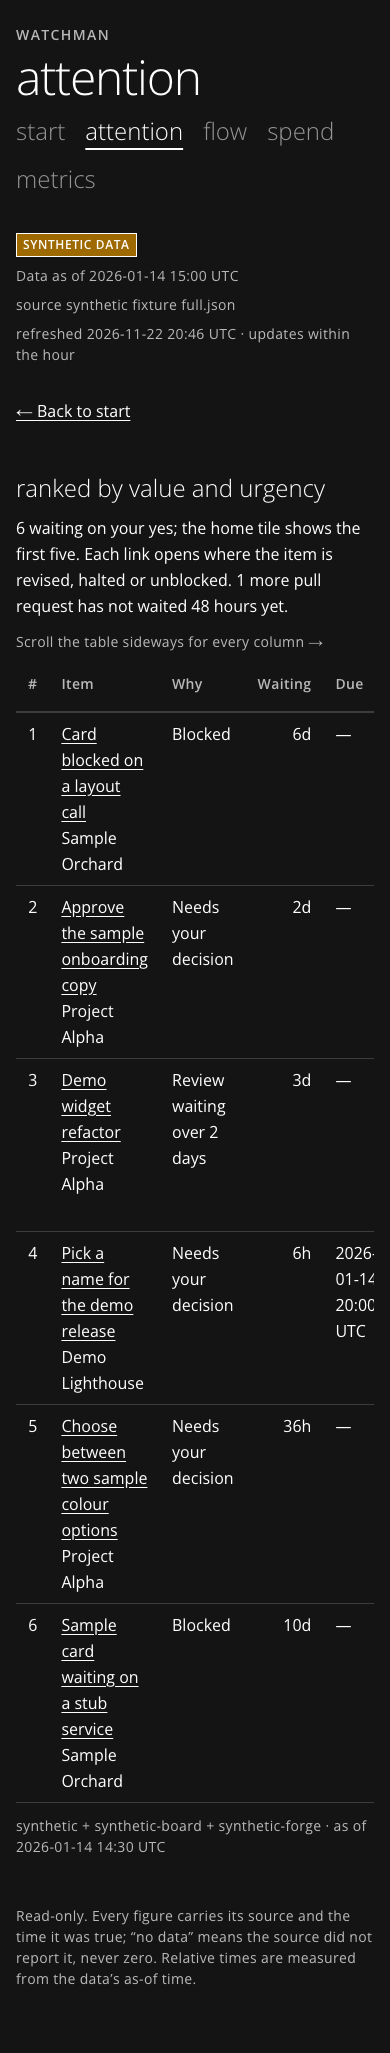 WATCHMAN
attention
start attention flow spend
metrics
SYNTHETIC DATA
Data as of 2026-01-14 15:00 UTC
source synthetic fixture full.json
refreshed 2026-11-22 20:46 UTC · updates within
the hour
← Back to start
ranked by value and urgency
6 waiting on your yes; the home tile shows the
first five. Each link opens where the item is
revised, halted or unblocked. 1 more pull
request has not waited 48 hours yet.
Scroll the table sideways for every column →
# Item Why Waiting Due
1 Card Blocked 6d —
blocked on
a layout
call
Sample
Orchard
2 Approve Needs 2d —
the sample your
onboarding decision
copy
Project
Alpha
3 Demo Review 3d —
widget waiting
refactor over 2
Project days
Alpha
4 Pick a Needs 6h 2026-
name for your 01-14
the demo decision 20:00
release UTC
Demo
Lighthouse
5 Choose Needs 36h —
between your
two sample decision
colour
options
Project
Alpha
6 Sample Blocked 10d —
card
waiting on
a stub
service
Sample
Orchard
synthetic + synthetic-board + synthetic-forge · as of
2026-01-14 14:30 UTC
Read-only. Every figure carries its source and the
time it was true; “no data” means the source did not
report it, never zero. Relative times are measured
from the data’s as-of time.